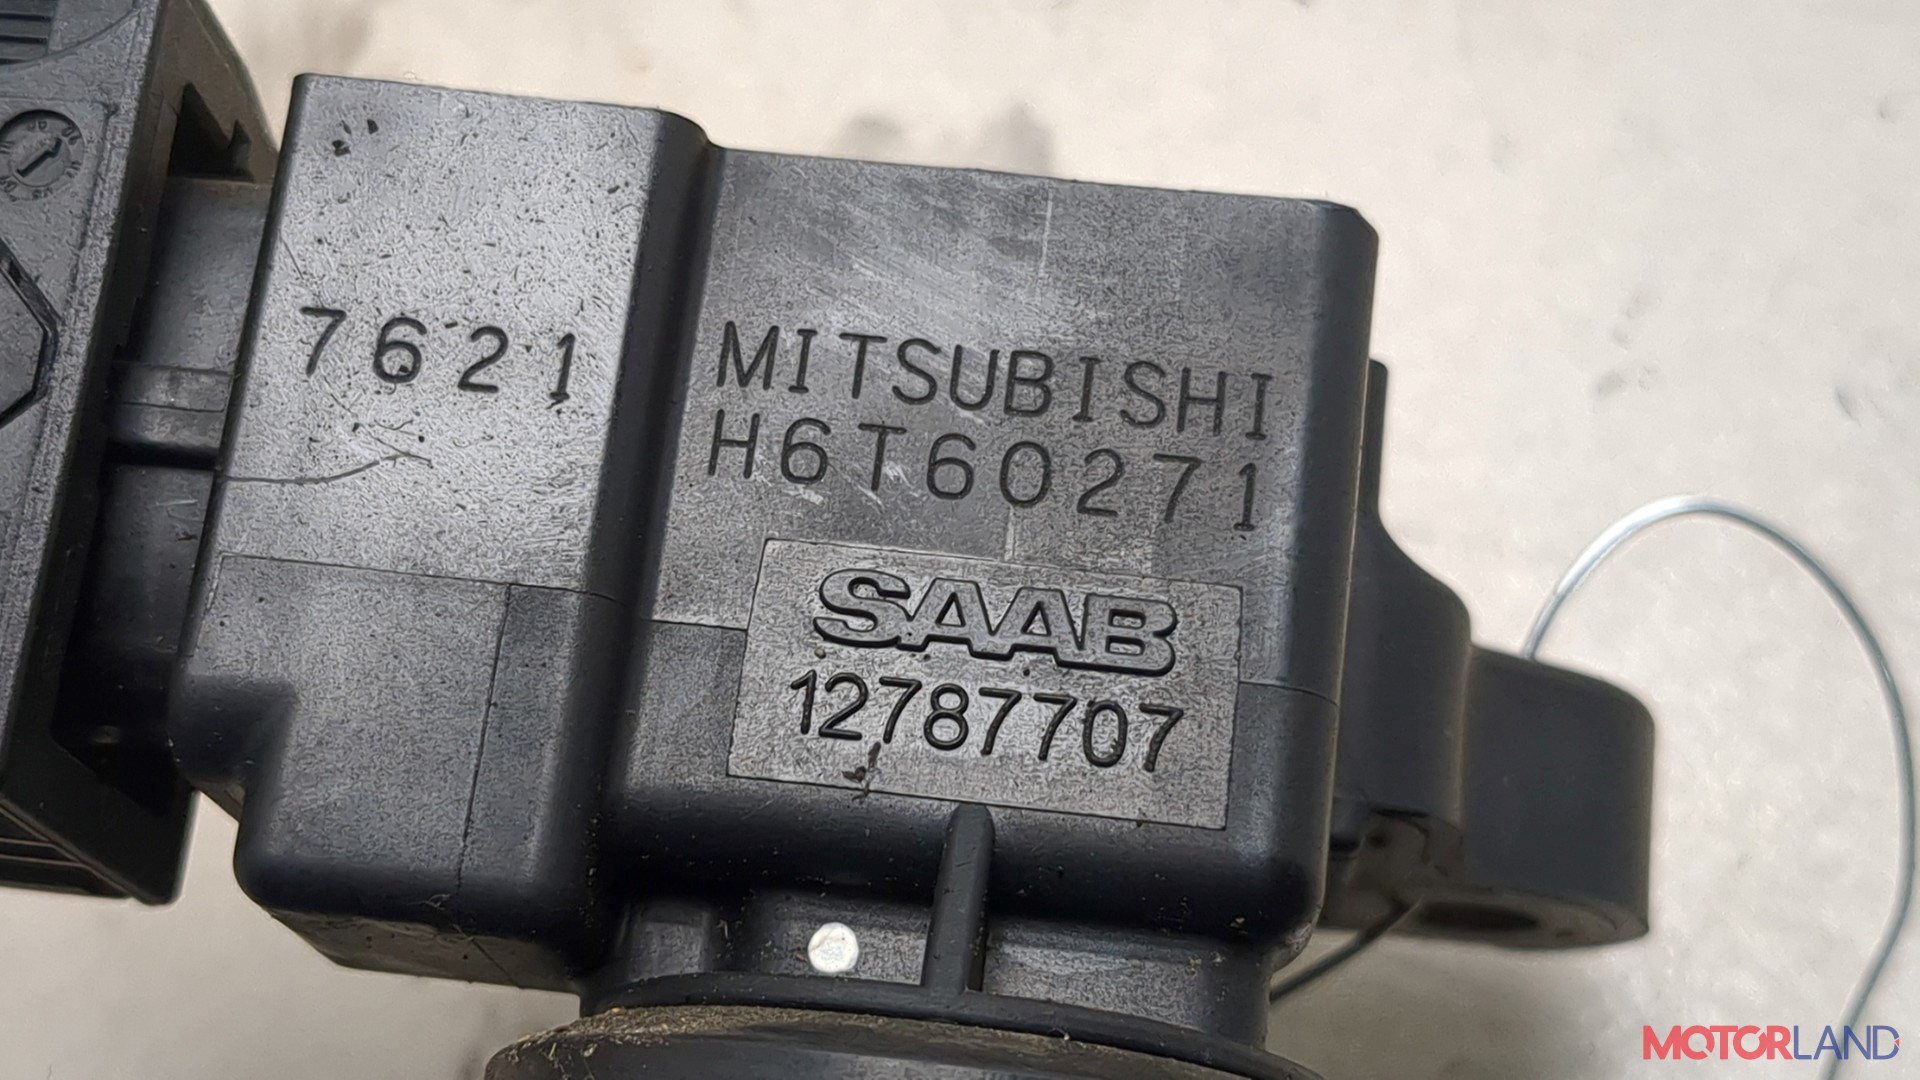 7621
MITSUBISHI
H6T60271
SAAB
12787707
MOTORLAND